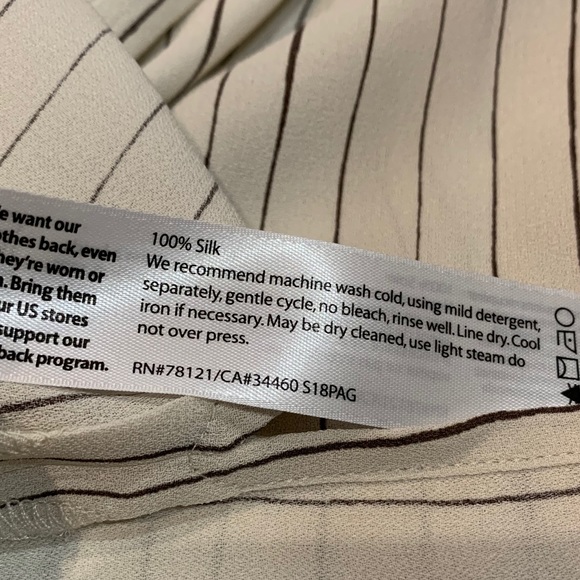 want our
othes back, even
they're worn or
Bring them
US stores
support our
back program.
100% Silk
We recommend machine wash cold, using mild detergent,
separately, gentle cycle, no bleach, rinse well. Line dry. Cool
iron if necessary. May be dry cleaned, use light steam do
not over press.
RN#78121/CA#34460 S18PAG